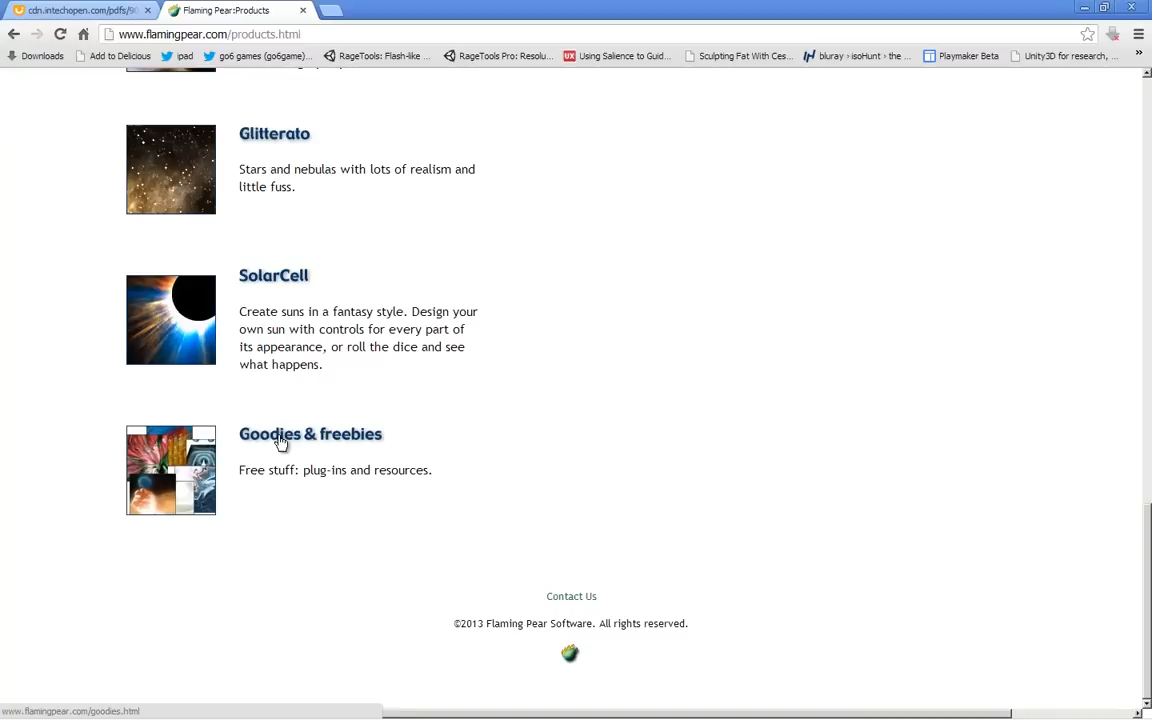 cdn.intechopen.com/pdfs/90
Flaming Pear:Products
www.flamingpear.com/products.html
Downloads
Add to Delicious
ipad
go6 games (go6game)...
RageTools: Flash-like ...
RageTools Pro: Resolu...
Using Salience to Guid...
Sculpting Fat With Ces...
bluray › isoHunt › the ...
Playmaker Beta
Unity3D for research, ...
»
Glitterato
Stars and nebulas with lots of realism and
little fuss.
SolarCell
Create suns in a fantasy style. Design your
own sun with controls for every part of
its appearance, or roll the dice and see
what happens.
Goodies & freebies
Free stuff: plug-ins and resources.
Contact Us
©2013 Flaming Pear Software. All rights reserved.
www.flamingpear.com/goodies.html